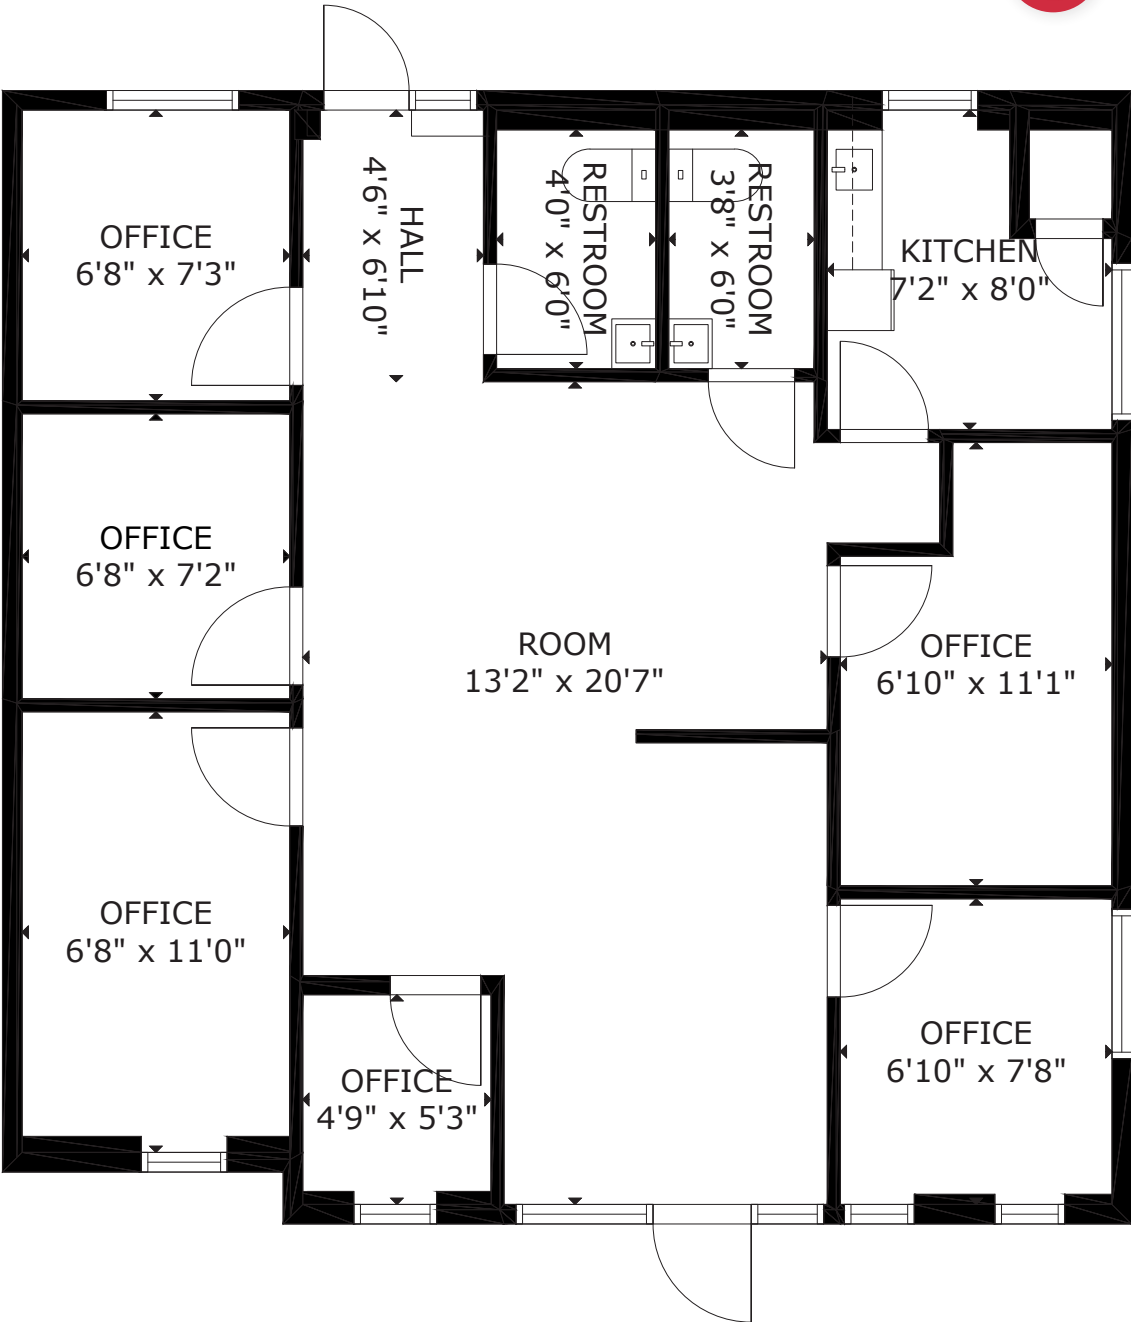 OFFICE
6'8" x 7'3"
HALL
4'6" x 6'10"
RESTROOM
4'0" x 6'0"
RESTROOM
3'8" x 6'0"
KITCHEN
7'2" x 8'0"
OFFICE
6'8" x 7'2"
ROOM
13'2" x 20'7"
OFFICE
6'10" x 11'1"
OFFICE
6'8" x 11'0"
OFFICE
4'9" x 5'3"
OFFICE
6'10" x 7'8"